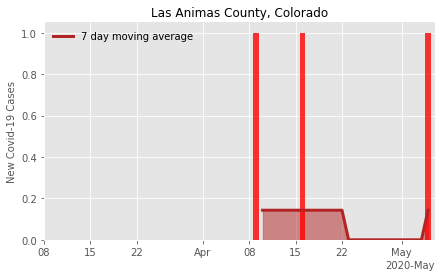 Las Animas County, Colorado
7 day moving average
New Covid-19 Cases
1.0
0.8
0.6
0.4
0.2
0.0
08 15 22 Apr 08 15 22 May
2020-May